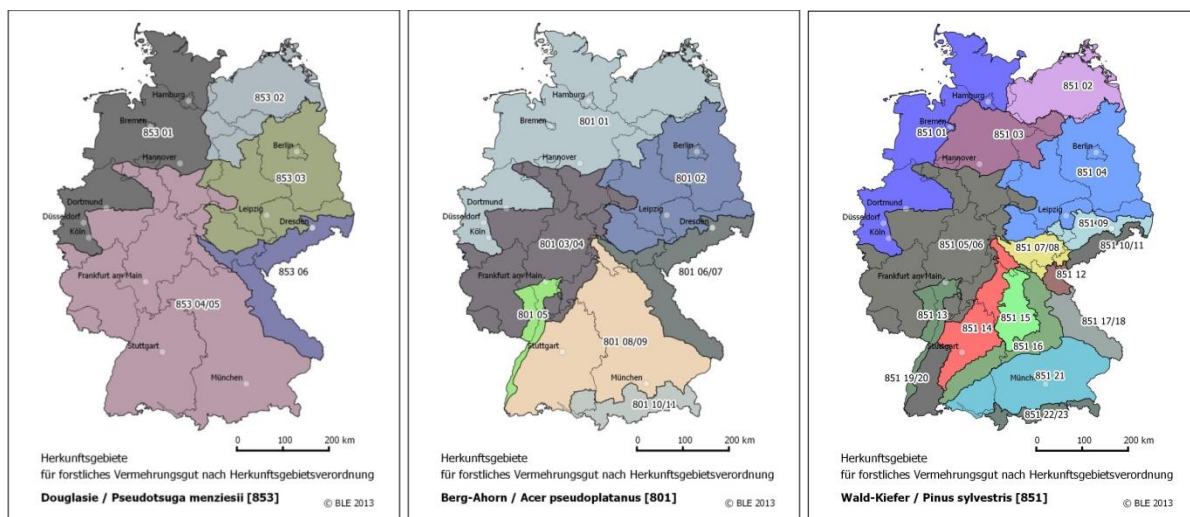 853 02
Hamburg
Bremen
853 01
Hannover
Berlin
853 03
Dortmund
Düsseldorf
Köln
Leipzig
Dresden
853 06
Frankfurt am Main
853 04/05
Stuttgart
München
0 100 200 km
Herkunftsgebiete
für forstliches Vermehrungsgut nach Herkunftsgebietsverordnung
Douglasie / Pseudotsuga menziesii [853]
© BLE 2013
Hamburg
Bremen
801 01
Hannover
Berlin
801 02
Dortmund
Düsseldorf
Köln
Leipzig
Dresden
801 03/04
801 06/07
Frankfurt am Main
801 05
Stuttgart
801 08/09
München
801 10/11
0 100 200 km
Herkunftsgebiete
für forstliches Vermehrungsgut nach Herkunftsgebietsverordnung
Berg-Ahorn / Acer pseudoplatanus [801]
© BLE 2013
851 02
Hamburg
Bremen
851 01
851 03
Hannover
Berlin
851 04
Dortmund
Düsseldorf
Köln
Leipzig
851 09
851 05/06
851 07/08
851 10/11
Frankfurt am Main
851 12
851 13
851 14
851 15
851 17/18
Stuttgart
851 16
851 19/20
München
851 21
851 22/23
0 100 200 km
Herkunftsgebiete
für forstliches Vermehrungsgut nach Herkunftsgebietsverordnung
Wald-Kiefer / Pinus sylvestris [851]
© BLE 2013